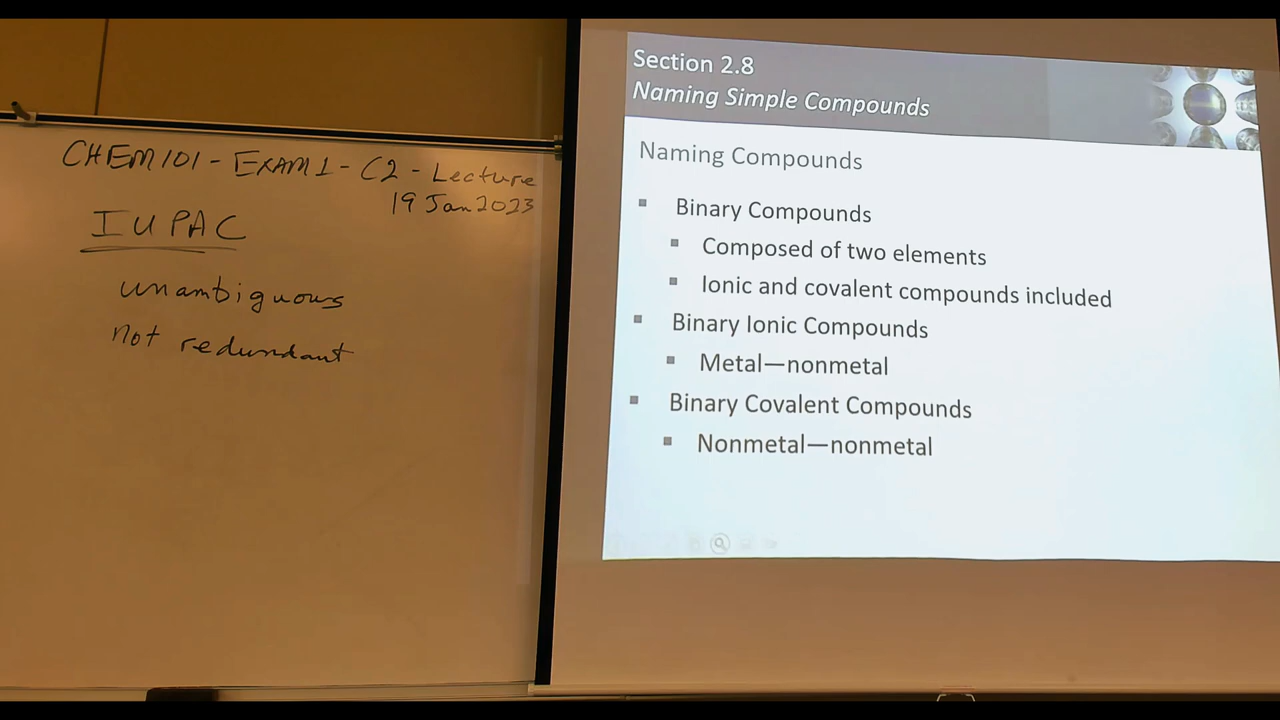 CHEM101 - EXAM1 - C2 - Lecture
19 Jan 2023
IUPAC
unambiguous
not redundant
Section 2.8
Naming Simple Compounds
Naming Compounds
▪ Binary Compounds
▪ Composed of two elements
▪ Ionic and covalent compounds included
▪ Binary Ionic Compounds
▪ Metal—nonmetal
▪ Binary Covalent Compounds
▪ Nonmetal—nonmetal